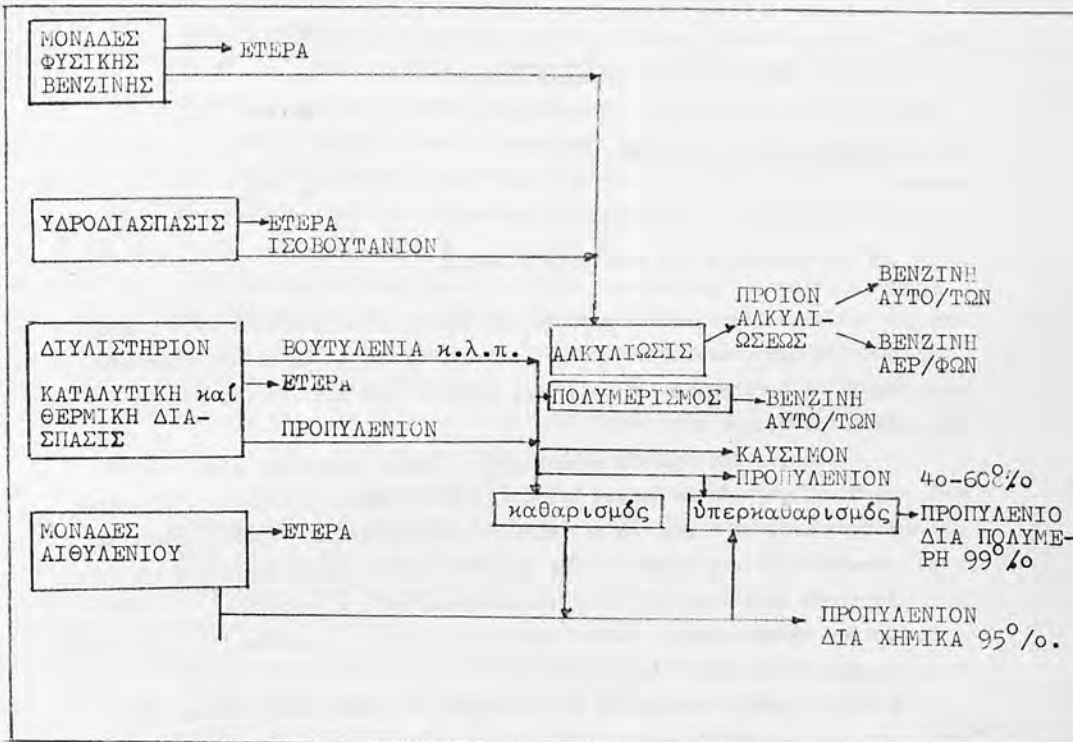 ΜΟΝΑΔΕΣ
ΦΥΣΙΚΗΣ
ΒΕΝΖΙΝΗΣ
ΕΤΕΡΑ
ΥΔΡΟΔΙΑΣΠΑΣΙΣ
ΕΤΕΡΑ
ΙΣΟΒΟΥΤΑΝΙΟΝ
ΔΙΥΛΙΣΤΗΡΙΟΝ
ΚΑΤΑΛΥΤΙΚΗ καί
ΘΕΡΜΙΚΗ ΔΙΑ-
ΣΠΑΣΙΣ
ΒΟΥΤΥΛΕΝΙΑ κ.λ.π.
ΕΤΕΡΑ
ΠΡΟΠΥΛΕΝΙΟΝ
ΑΛΚΥΛΙΩΣΙΣ
ΠΡΟΙΟΝ
ΑΛΚΥΛΙ-
ΩΣΕΩΣ
ΒΕΝΖΙΝΗ
ΑΥΤΟ/ΤΩΝ
ΒΕΝΖΙΝΗ
ΑΕΡ/ΦΩΝ
ΠΟΛΥΜΕΡΙΣΜΟΣ
ΒΕΝΖΙΝΗ
ΑΥΤΟ/ΤΩΝ
ΚΑΥΣΙΜΟΝ
ΠΡΟΠΥΛΕΝΙΟΝ 40-60%
καθαρισμός
ὑπερκαθαρισμός
ΠΡΟΠΥΛΕΝΙΟ
ΔΙΑ ΠΟΛΥΜΕ-
ΡΗ 99%
ΜΟΝΑΔΕΣ
ΑΙΘΥΛΕΝΙΟΥ
ΕΤΕΡΑ
ΠΡΟΠΥΛΕΝΙΟΝ
ΔΙΑ ΧΗΜΙΚΑ 95°/ο.